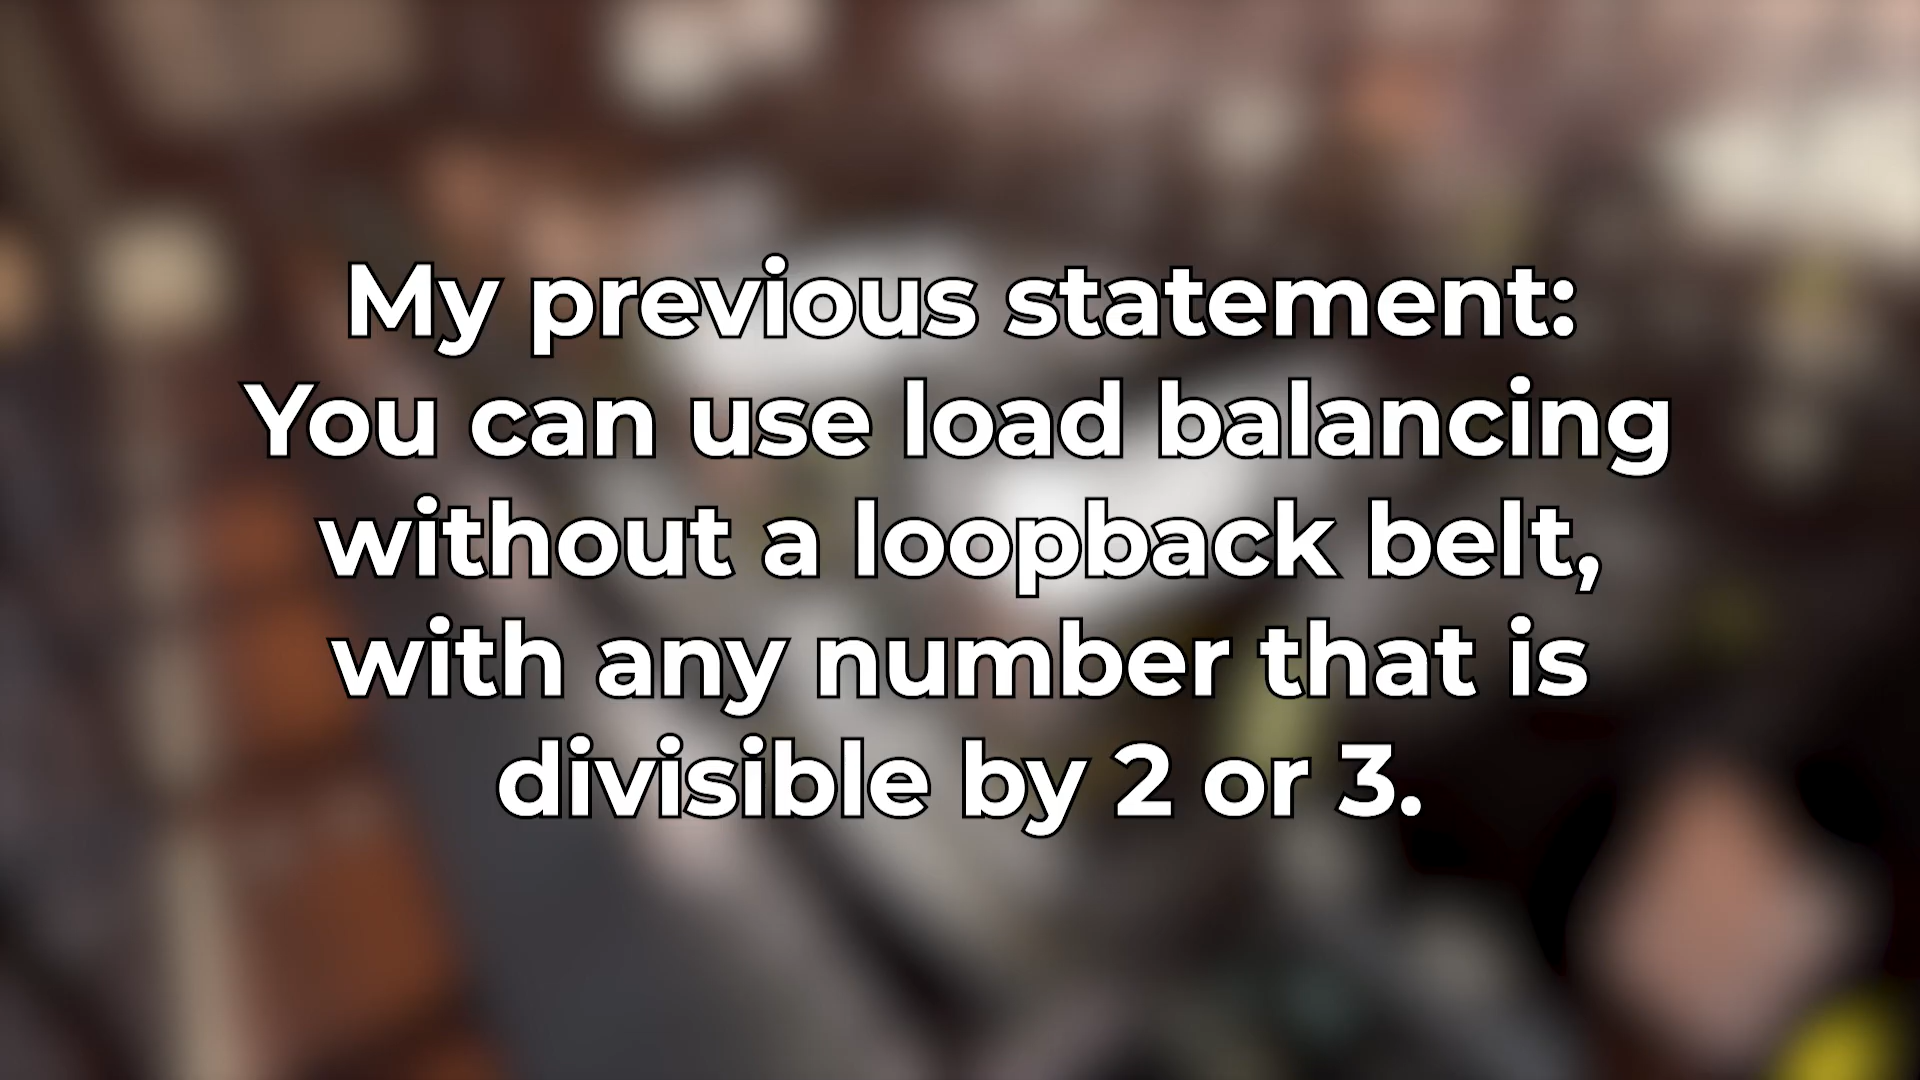 My previous statement:
You can use load balancing
without a loopback belt,
with any number that is
divisible by 2 or 3.